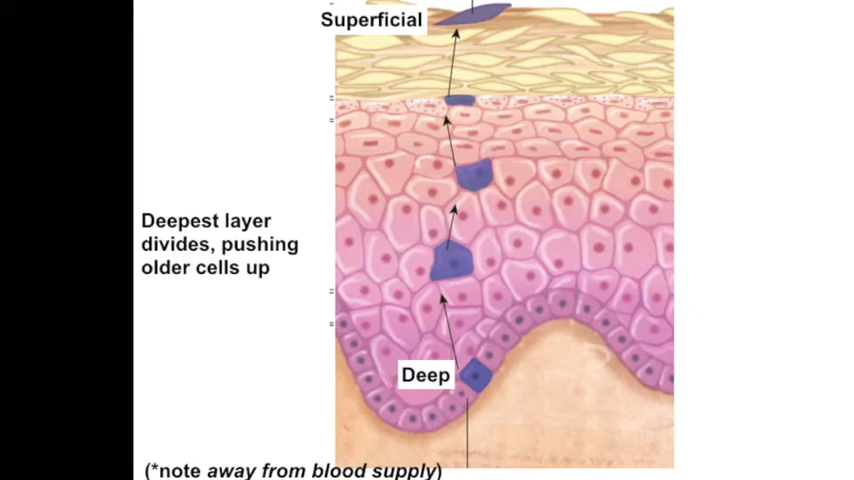 Superficial
Deepest layer
divides, pushing
older cells up
Deep
(*note away from blood supply)